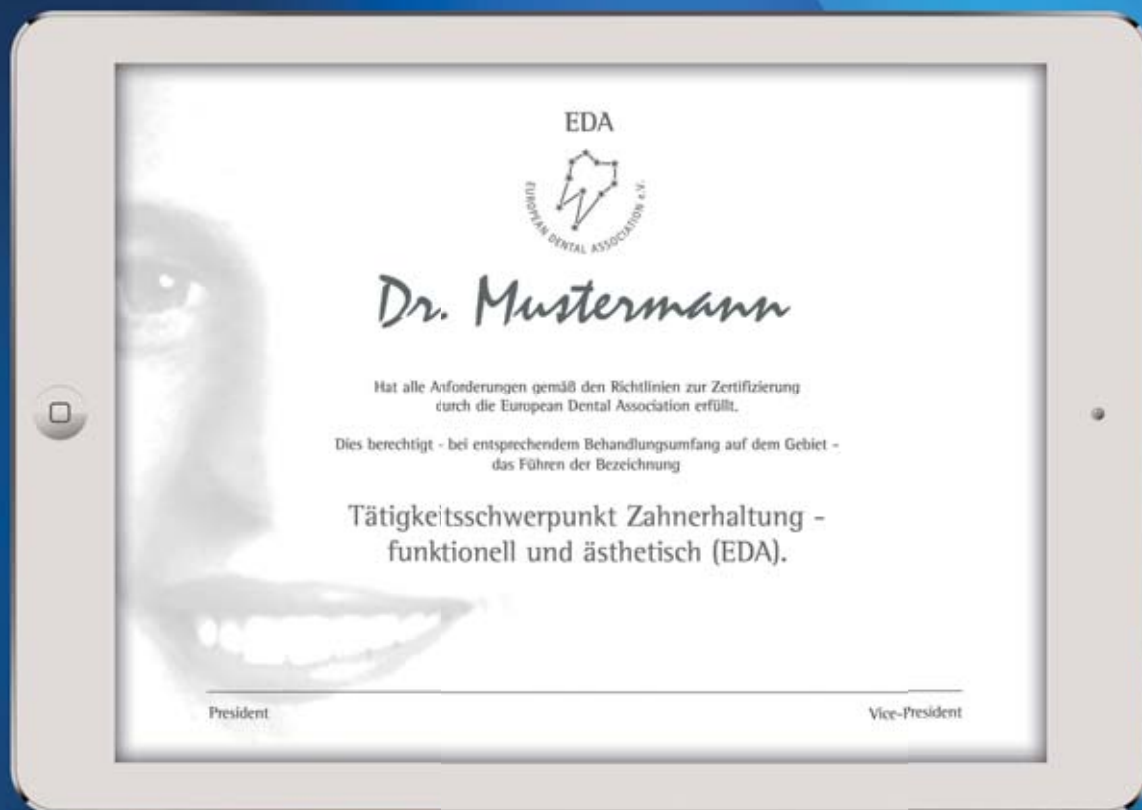 EDA
EUROPEAN DENTAL ASSOCIATION e.V.
Dr. Mustermann
Hat alle Anforderungen gemäß den Richtlinien zur Zertifizierung
durch die European Dental Association erfüllt.
Dies berechtigt - bei entsprechendem Behandlungsumfang auf dem Gebiet -
das Führen der Bezeichnung
Tätigkeitsschwerpunkt Zahnerhaltung -
funktionell und ästhetisch (EDA).
President Vice-President